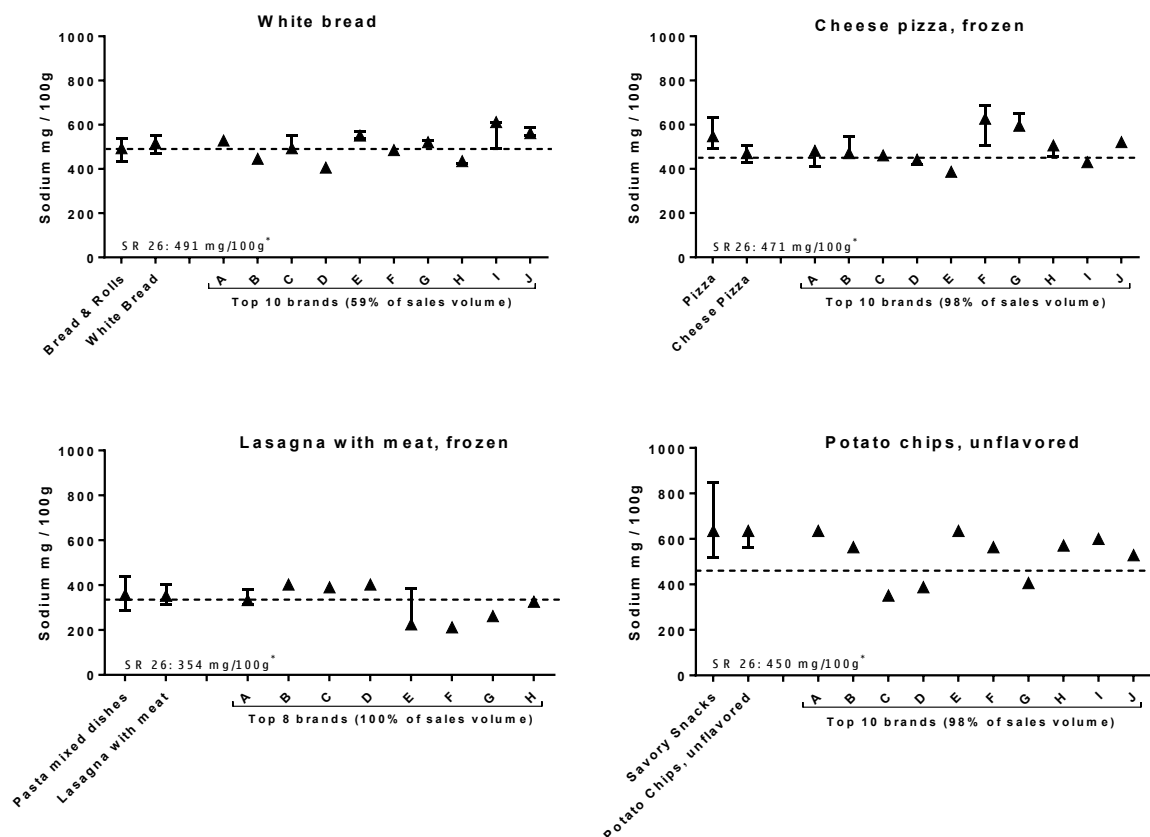 White bread
Sodium mg / 100g
1000
800
600
400
200
0
SR 26: 491 mg/100g*
Bread & Rolls
White Bread
A B C D E F G H I J
Top 10 brands (59% of sales volume)
Cheese pizza, frozen
Sodium mg / 100g
1000
800
600
400
200
0
SR26: 471 mg/100g*
Pizza
Cheese Pizza
A B C D E F G H I J
Top 10 brands (98% of sales volume)
Lasagna with meat, frozen
Sodium mg / 100g
1000
800
600
400
200
0
SR 26: 354 mg/100g*
Pasta mixed dishes
Lasagna with meat
A B C D E F G H
Top 8 brands (100% of sales volume)
Potato chips, unflavored
Sodium mg / 100g
1000
800
600
400
200
0
SR 26: 450 mg/100g*
Savory Snacks
Potato Chips, unflavored
A B C D E F G H I J
Top 10 brands (98% of sales volume)